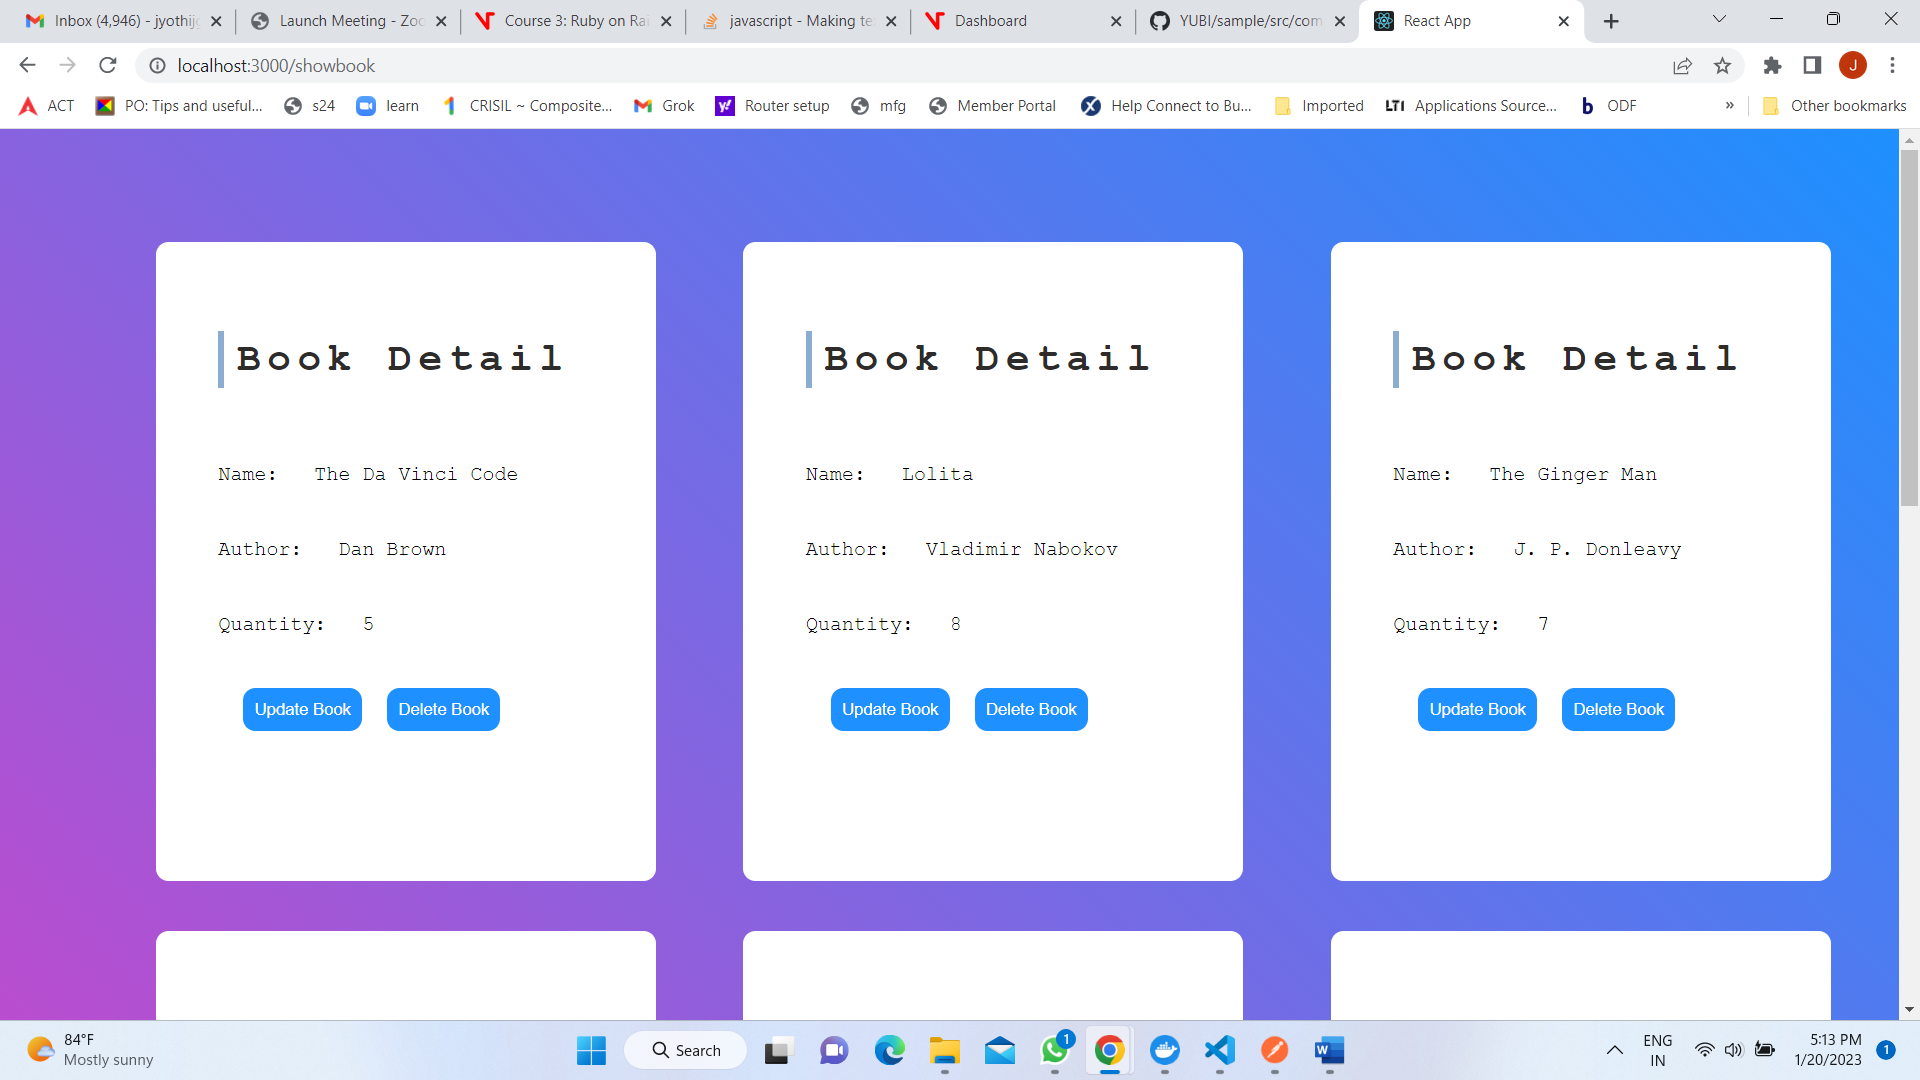 Inbox (4,946) - jyothij
Launch Meeting - Zoo
Course 3: Ruby on Rai
javascript - Making te
Dashboard
YUBI/sample/src/com
React App
localhost:3000/showbook
J
ACT
PO: Tips and useful...
s24
learn
CRISIL ~ Composite...
Grok
Router setup
mfg
Member Portal
Help Connect to Bu...
Imported
LTI Applications Source...
b ODF
»
Other bookmarks
Book Detail
Name: The Da Vinci Code
Author: Dan Brown
Quantity: 5
Update Book
Delete Book
Book Detail
Name: Lolita
Author: Vladimir Nabokov
Quantity: 8
Update Book
Delete Book
Book Detail
Name: The Ginger Man
Author: J. P. Donleavy
Quantity: 7
Update Book
Delete Book
84°F
Mostly sunny
Search
1
W
ENG
IN
5:13 PM
1/20/2023
1